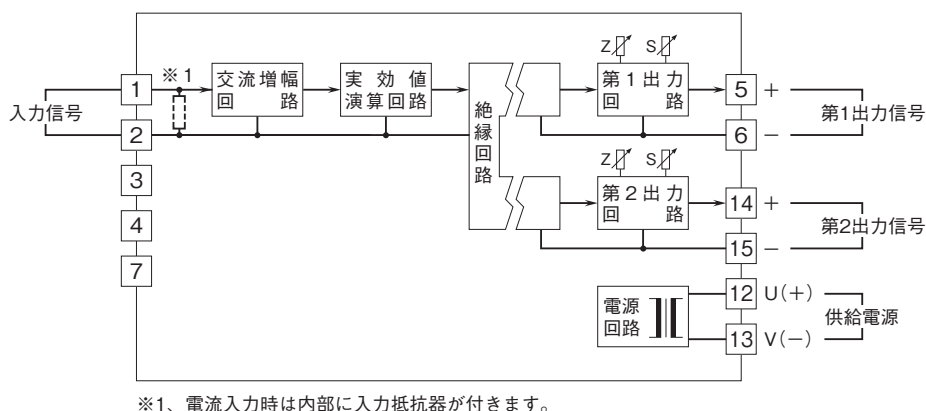 Z S
※1
1
交流増幅
回路
実効値
演算回路
第1出力
回路
5 +
入力信号
第1出力信号
2
絶縁回路
6 −
3
Z S
4
第2出力
回路
14 +
第2出力信号
15 −
7
電源
回路
12 U(+)
供給電源
13 V(−)
※1、電流入力時は内部に入力抵抗器が付きます。